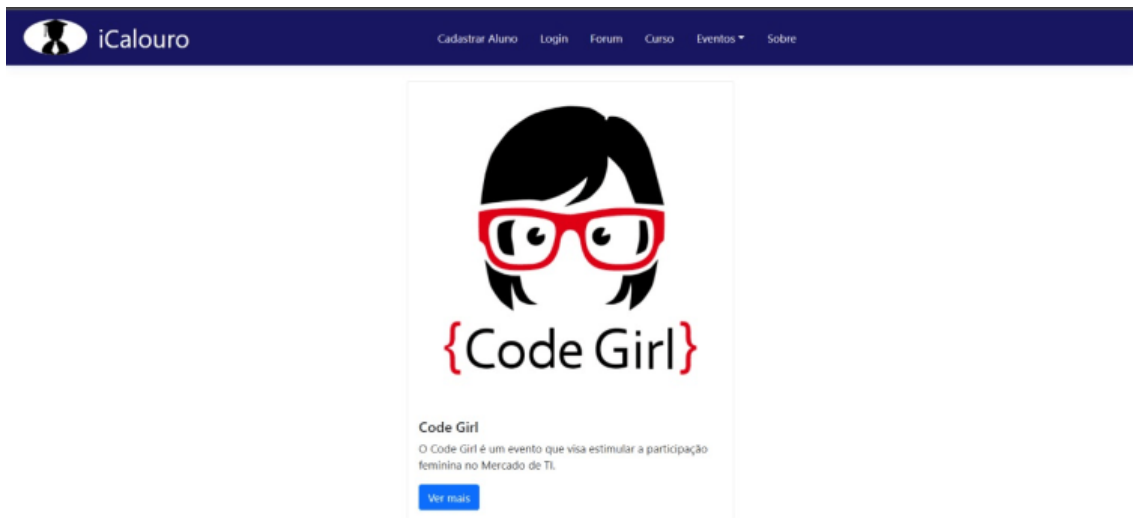 iCalouro
Cadastrar Aluno Login Forum Curso Eventos Sobre
{Code Girl}
Code Girl
O Code Girl é um evento que visa estimular a participação
feminina no Mercado de TI.
Ver mais